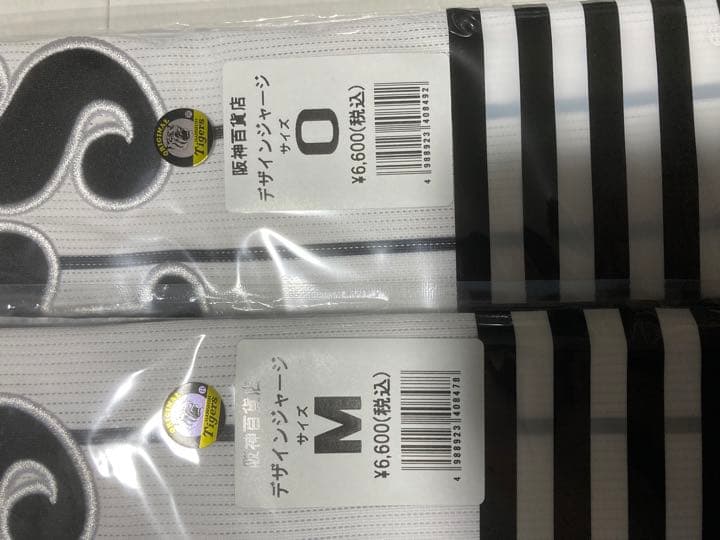 ORIGINAL
Tigers
阪神百貨店
デザインジャージ
サイズ
O
¥6,600(税込)
4 988923 408492
ORIGINAL
Tigers
阪神百貨店
デザインジャージ
サイズ
M
¥6,600(税込)
4 988923 408478